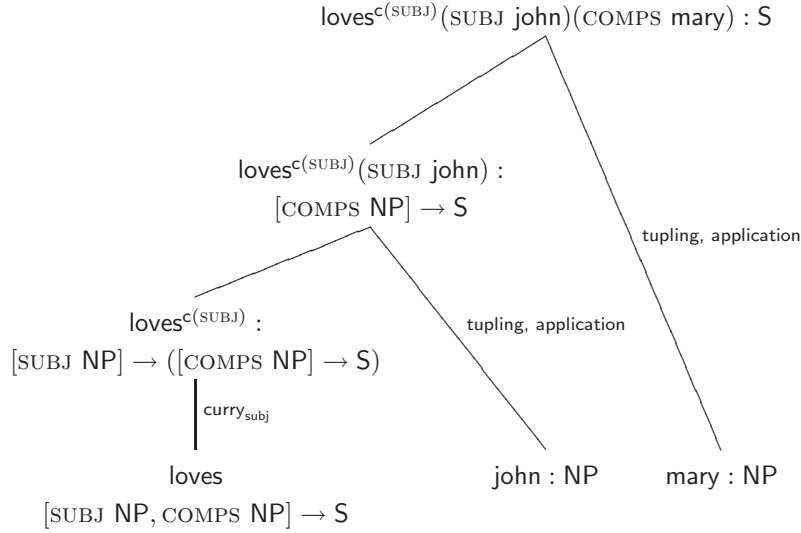 loves^c(SUBJ)(SUBJ john)(COMPS mary) : S
loves^c(SUBJ)(SUBJ john) :
[COMPS NP] → S
tupling, application
loves^c(SUBJ) :
tupling, application
[SUBJ NP] → ([COMPS NP] → S)
curry_subj
loves
john : NP
mary : NP
[SUBJ NP, COMPS NP] → S